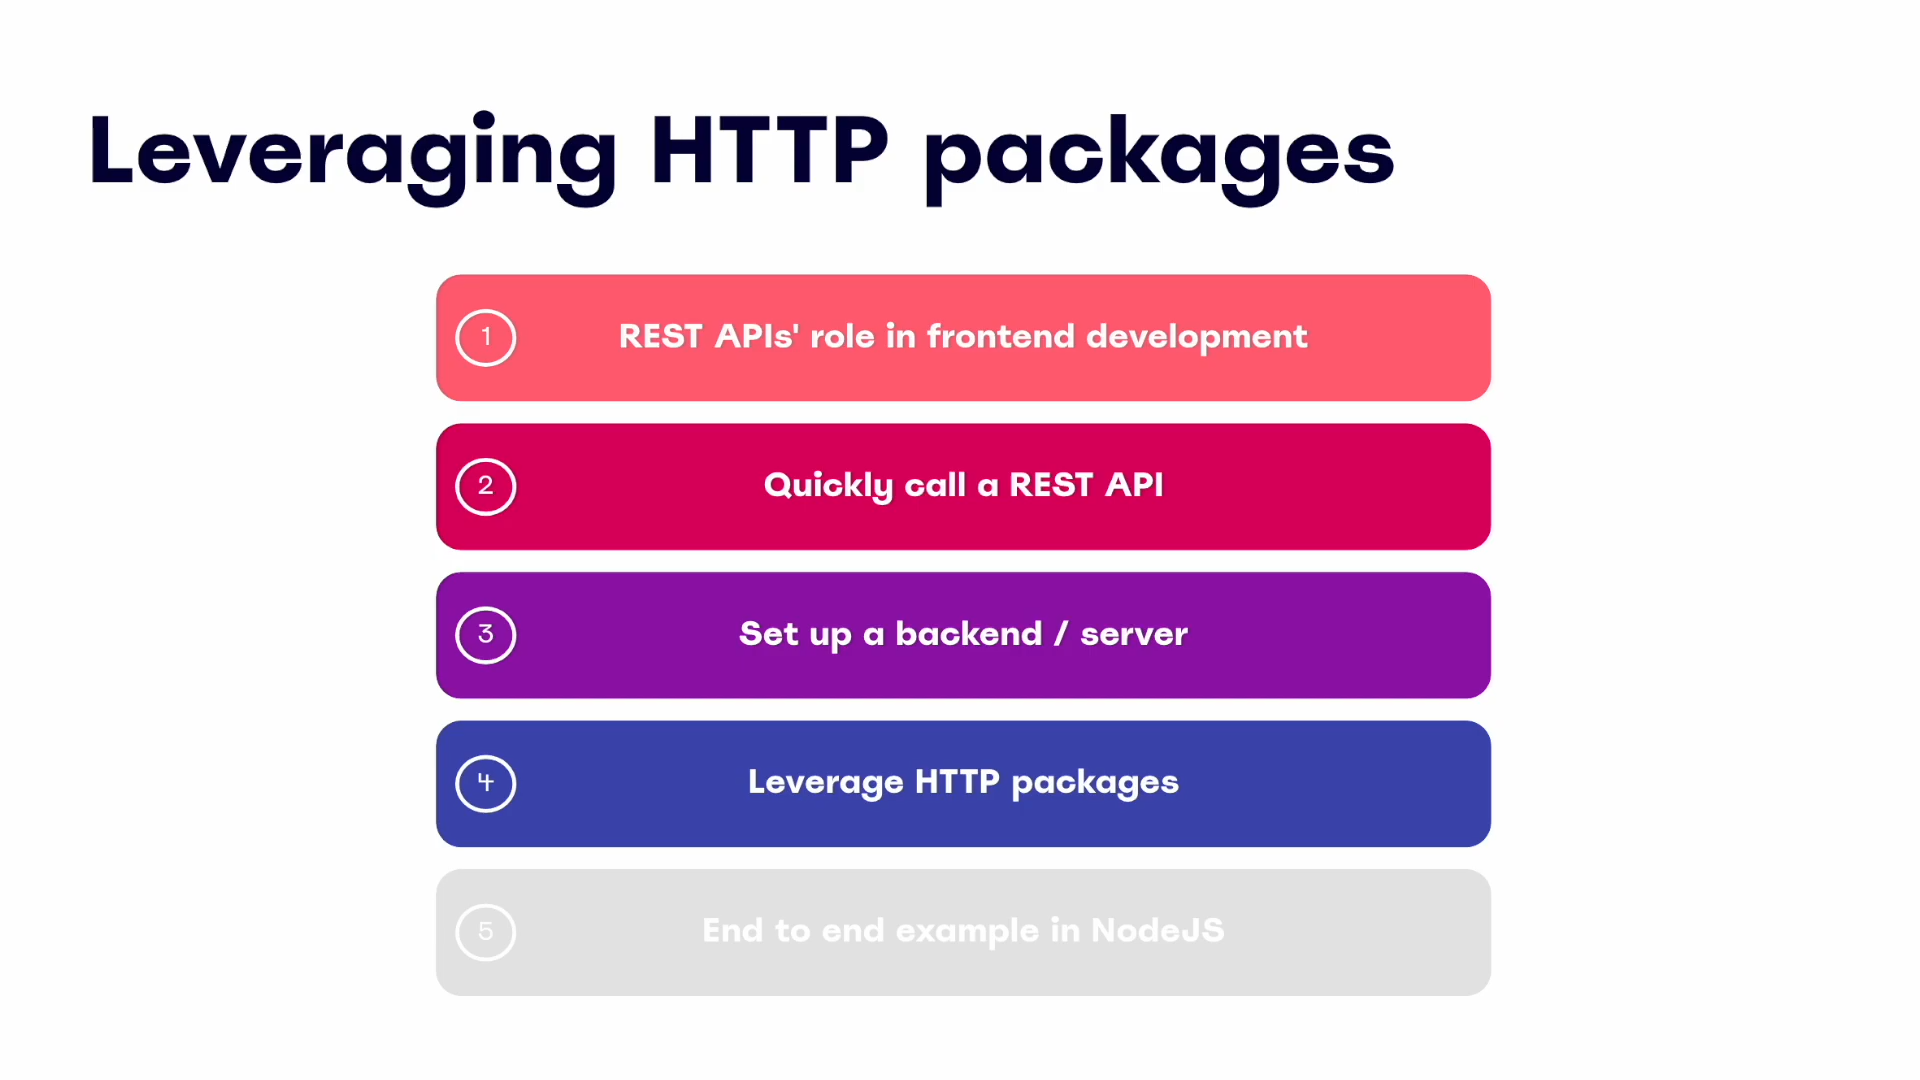 Leveraging HTTP packages
1 REST APIs' role in frontend development
2 Quickly call a REST API
3 Set up a backend / server
4 Leverage HTTP packages
5 End to end example in NodeJS